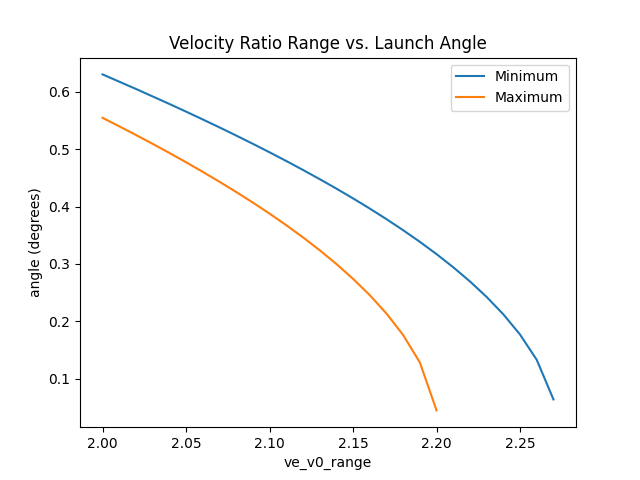 Velocity Ratio Range vs. Launch Angle
Minimum
Maximum
angle (degrees)
0.6
0.5
0.4
0.3
0.2
0.1
2.00 2.05 2.10 2.15 2.20 2.25
ve_v0_range